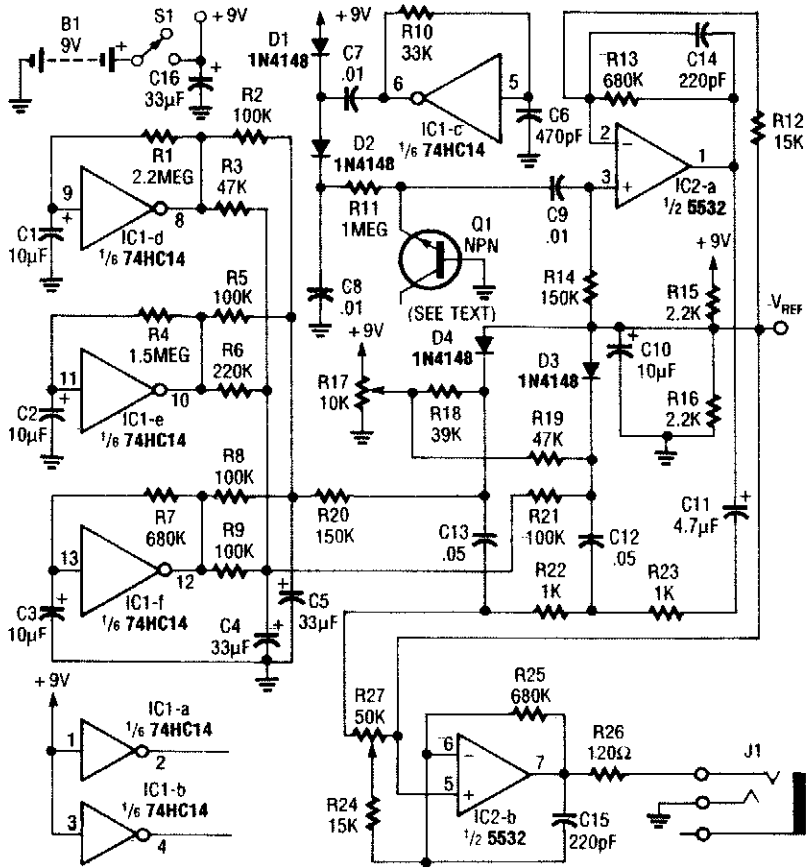 B1
9V
+
S1
+9V
C16
33µF
+
D1
1N4148
+9V
C7
.01
R10
33K
6
5
IC1-c
1/6 74HC14
C6
470pF
R13
680K
C14
220pF
R12
15K
2
−
3
+
1
IC2-a
1/2 5532
R2
100K
R1
2.2MEG
R3
47K
9
8
C1
10µF
+
IC1-d
1/6 74HC14
D2
1N4148
R11
1MEG
C9
.01
Q1
NPN
(SEE TEXT)
C8
.01
R14
150K
+9V
R15
2.2K
-VREF
R5
100K
R4
1.5MEG
R6
220K
11
10
C2
10µF
+
IC1-e
1/6 74HC14
+9V
R17
10K
D4
1N4148
R18
39K
D3
1N4148
C10
10µF
+
R16
2.2K
R19
47K
R8
100K
R7
680K
R9
100K
13
12
C3
10µF
+
IC1-f
1/6 74HC14
R20
150K
C13
.05
R21
100K
C12
.05
C11
4.7µF
+
C5
33µF
+
C4
33µF
+
R22
1K
R23
1K
+9V
IC1-a
1/6 74HC14
1
2
IC1-b
1/6 74HC14
3
4
R27
50K
R24
15K
R25
680K
6
−
5
+
7
IC2-b
1/2 5532
R26
120Ω
C15
220pF
J1